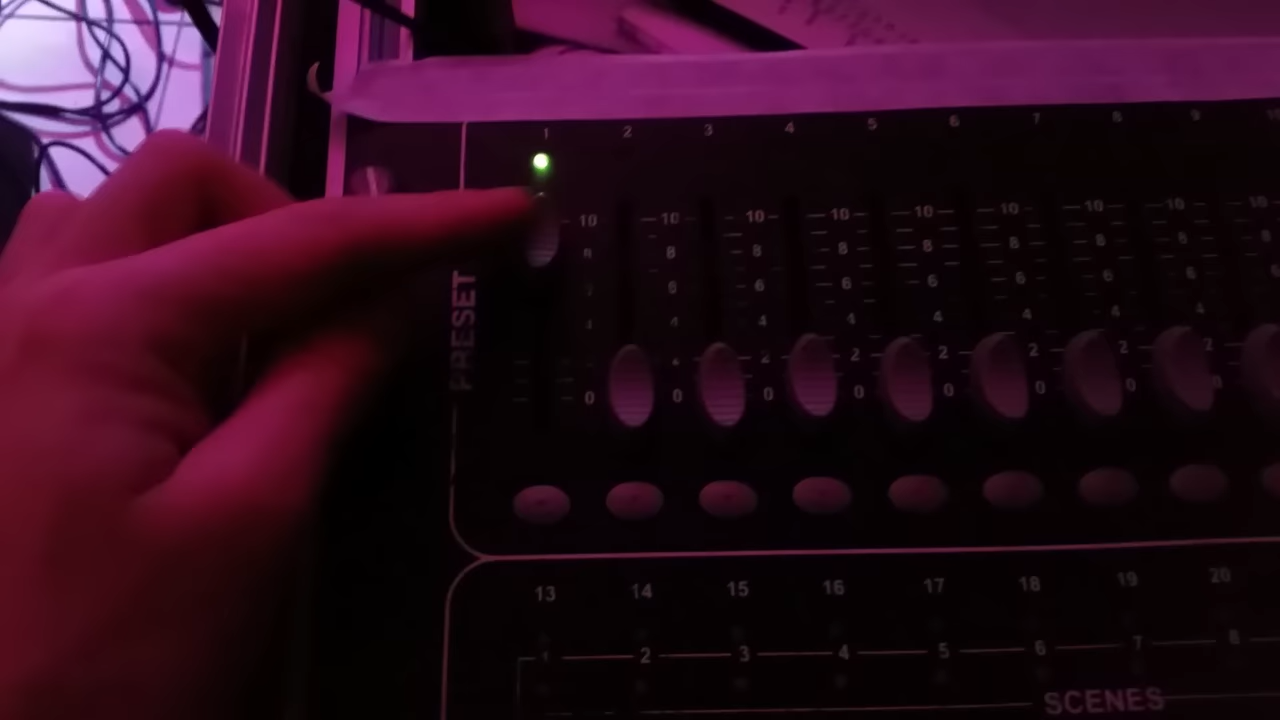 1 2 3 4 5 6 7 8 9
10 10 10 10 10 10 10 10 10
8 8 8 8 8 8 8 8
6 6 6 6 6 6 6
4 4 4 4 4 4 4 4
2 2 2 2 2 2
0 0 0 0 0 0 0 0
PRESET
13 14 15 16 17 18 19 20
1 2 3 4 5 6 7 8
SCENES